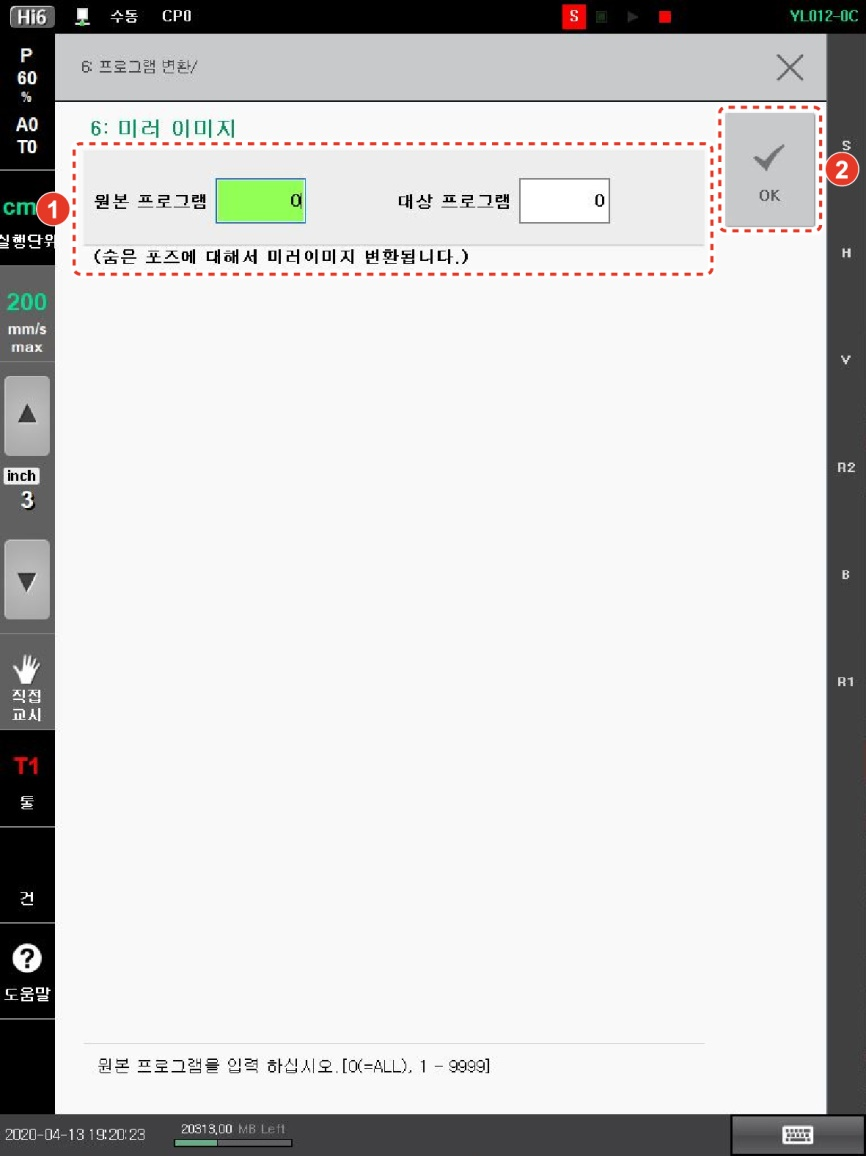 Hi6 수동 CP0 S YL012-0C
P
60
%
A0
T0
cm
실행단위
200
mm/s
max
inch
3
직접
교시
T1
툴
건
도움말
6: 프로그램 변환/
6: 미러 이미지
1
원본 프로그램 0 대상 프로그램 0
(숨은 포즈에 대해서 미러이미지 변환됩니다.)
OK
2
S
H
V
R2
B
R1
원본 프로그램을 입력 하십시오.[0(=ALL), 1 - 9999]
2020-04-13 19:20:23 20313,00 MB Left